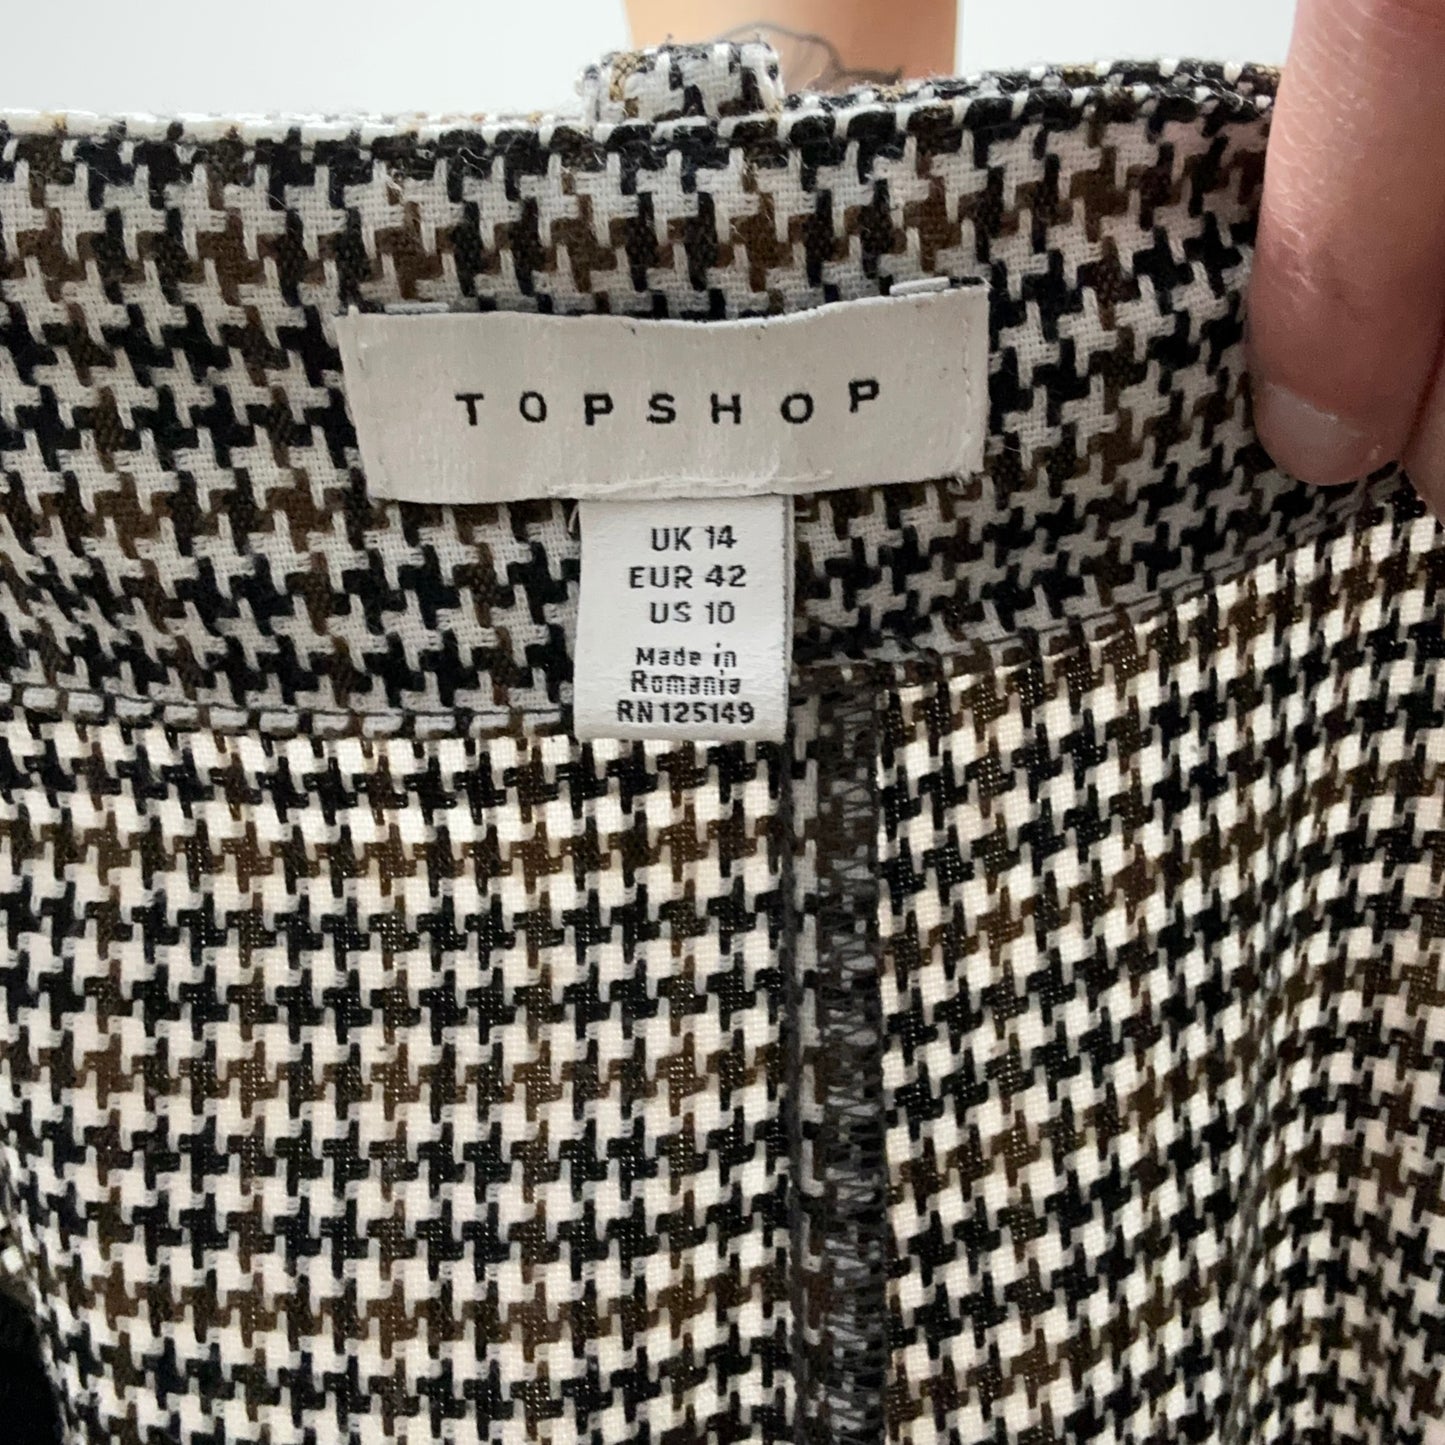 TOPSHOP
UK 14
EUR 42
US 10
Made in
Romania
RN125149